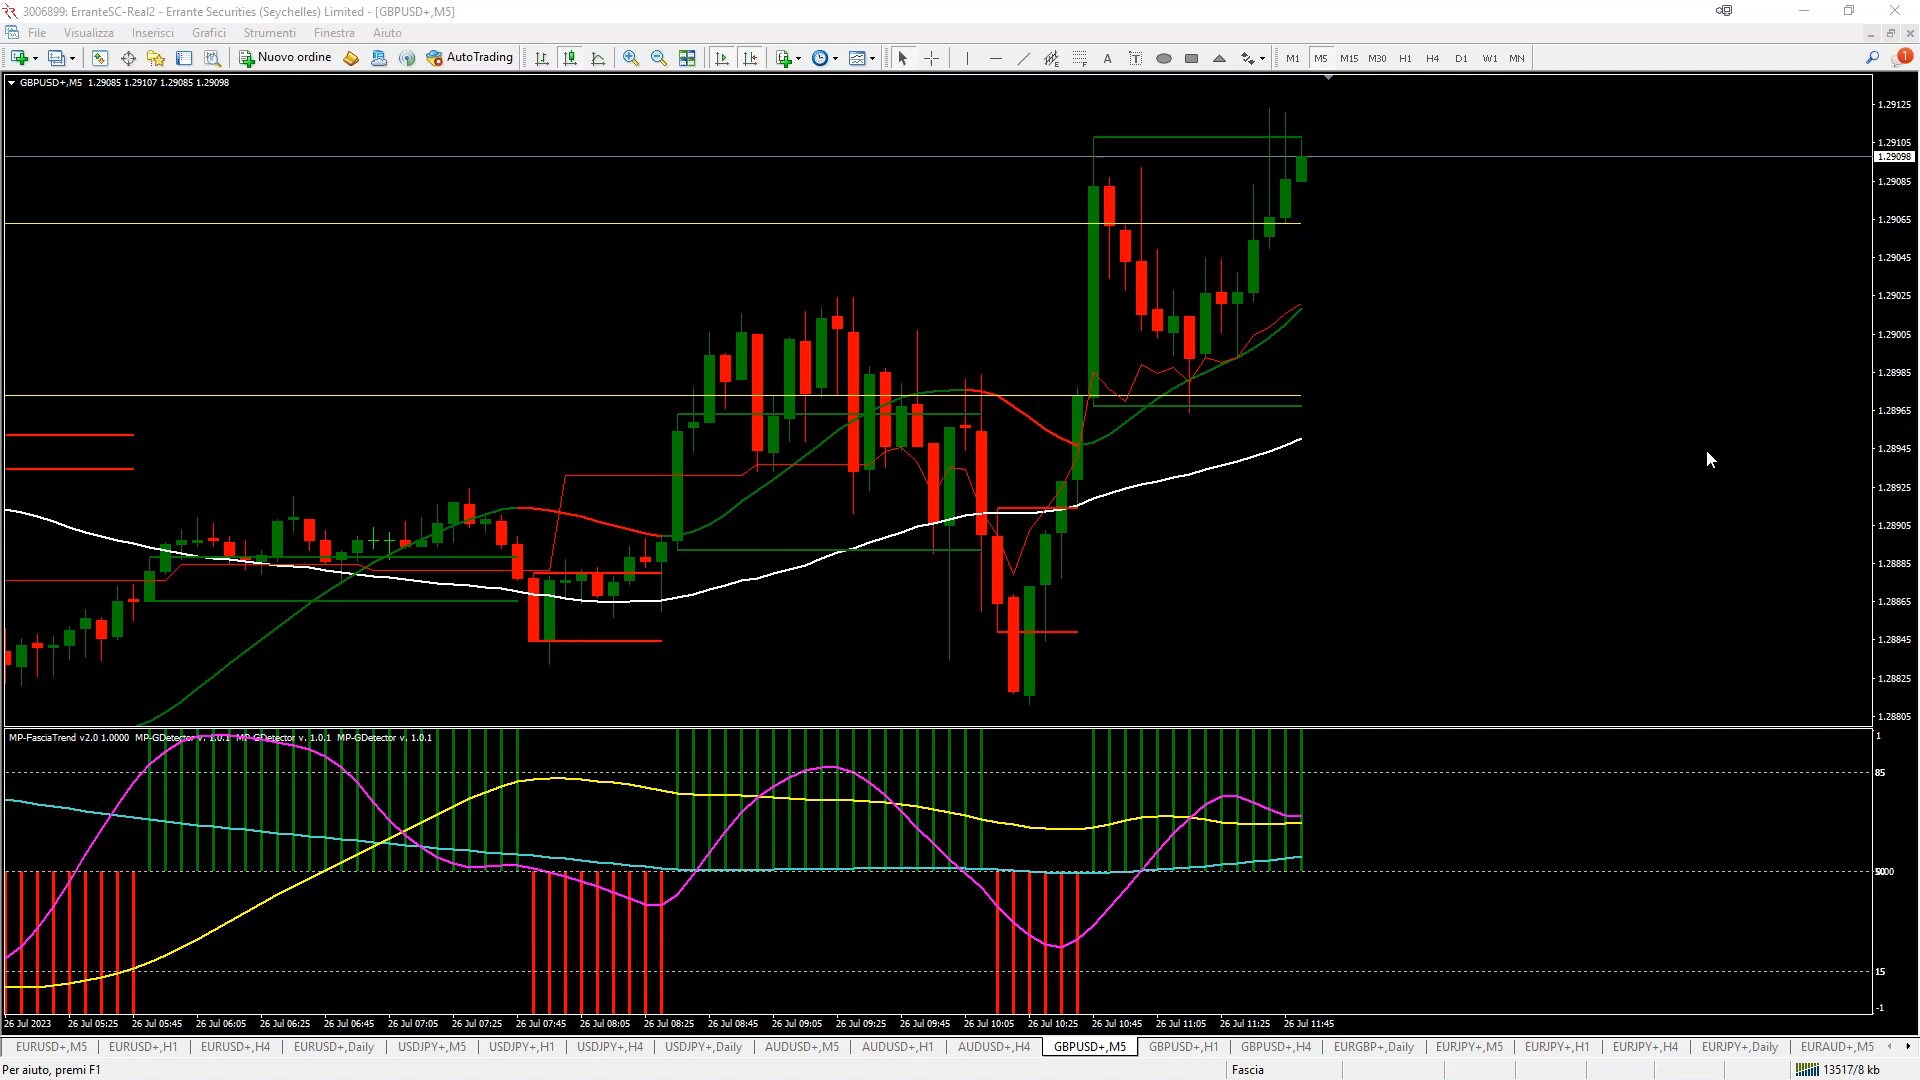 3006899: ErranteSC-Real2 - Errante Securities (Seychelles) Limited - [GBPUSD+,M5]
File Visualizza Inserisci Grafici Strumenti Finestra Aiuto
Nuovo ordine AutoTrading A T M1 M5 M15 M30 H1 H4 D1 W1 MN 1
GBPUSD+,M5 1.29085 1.29107 1.29085 1.29098
1.29125
1.29105
1.29098
1.29085
1.29065
1.29045
1.29025
1.29005
1.28985
1.28965
1.28945
1.28925
1.28905
1.28885
1.28865
1.28845
1.28825
1.28805
MP-FasciaTrend v2.0 1.0000 MP-GDetector v. 1.0.1 MP-GDetector v. 1.0.1 MP-GDetector v. 1.0.1
1
85
15
-1
26 Jul 2023 26 Jul 05:25 26 Jul 05:45 26 Jul 06:05 26 Jul 06:25 26 Jul 06:45 26 Jul 07:05 26 Jul 07:25 26 Jul 07:45 26 Jul 08:05 26 Jul 08:25 26 Jul 08:45 26 Jul 09:05 26 Jul 09:25 26 Jul 09:45 26 Jul 10:05 26 Jul 10:25 26 Jul 10:45 26 Jul 11:05 26 Jul 11:25 26 Jul 11:45
EURUSD+,M5 EURUSD+,H1 EURUSD+,H4 EURUSD+,Daily USDJPY+,M5 USDJPY+,H1 USDJPY+,H4 USDJPY+,Daily AUDUSD+,M5 AUDUSD+,H1 AUDUSD+,H4 GBPUSD+,M5 GBPUSD+,H1 GBPUSD+,H4 EURGBP+,Daily EURJPY+,M5 EURJPY+,H1 EURJPY+,H4 EURJPY+,Daily EURAUD+,M5
Per aiuto, premi F1 Fascia 13517/8 kb